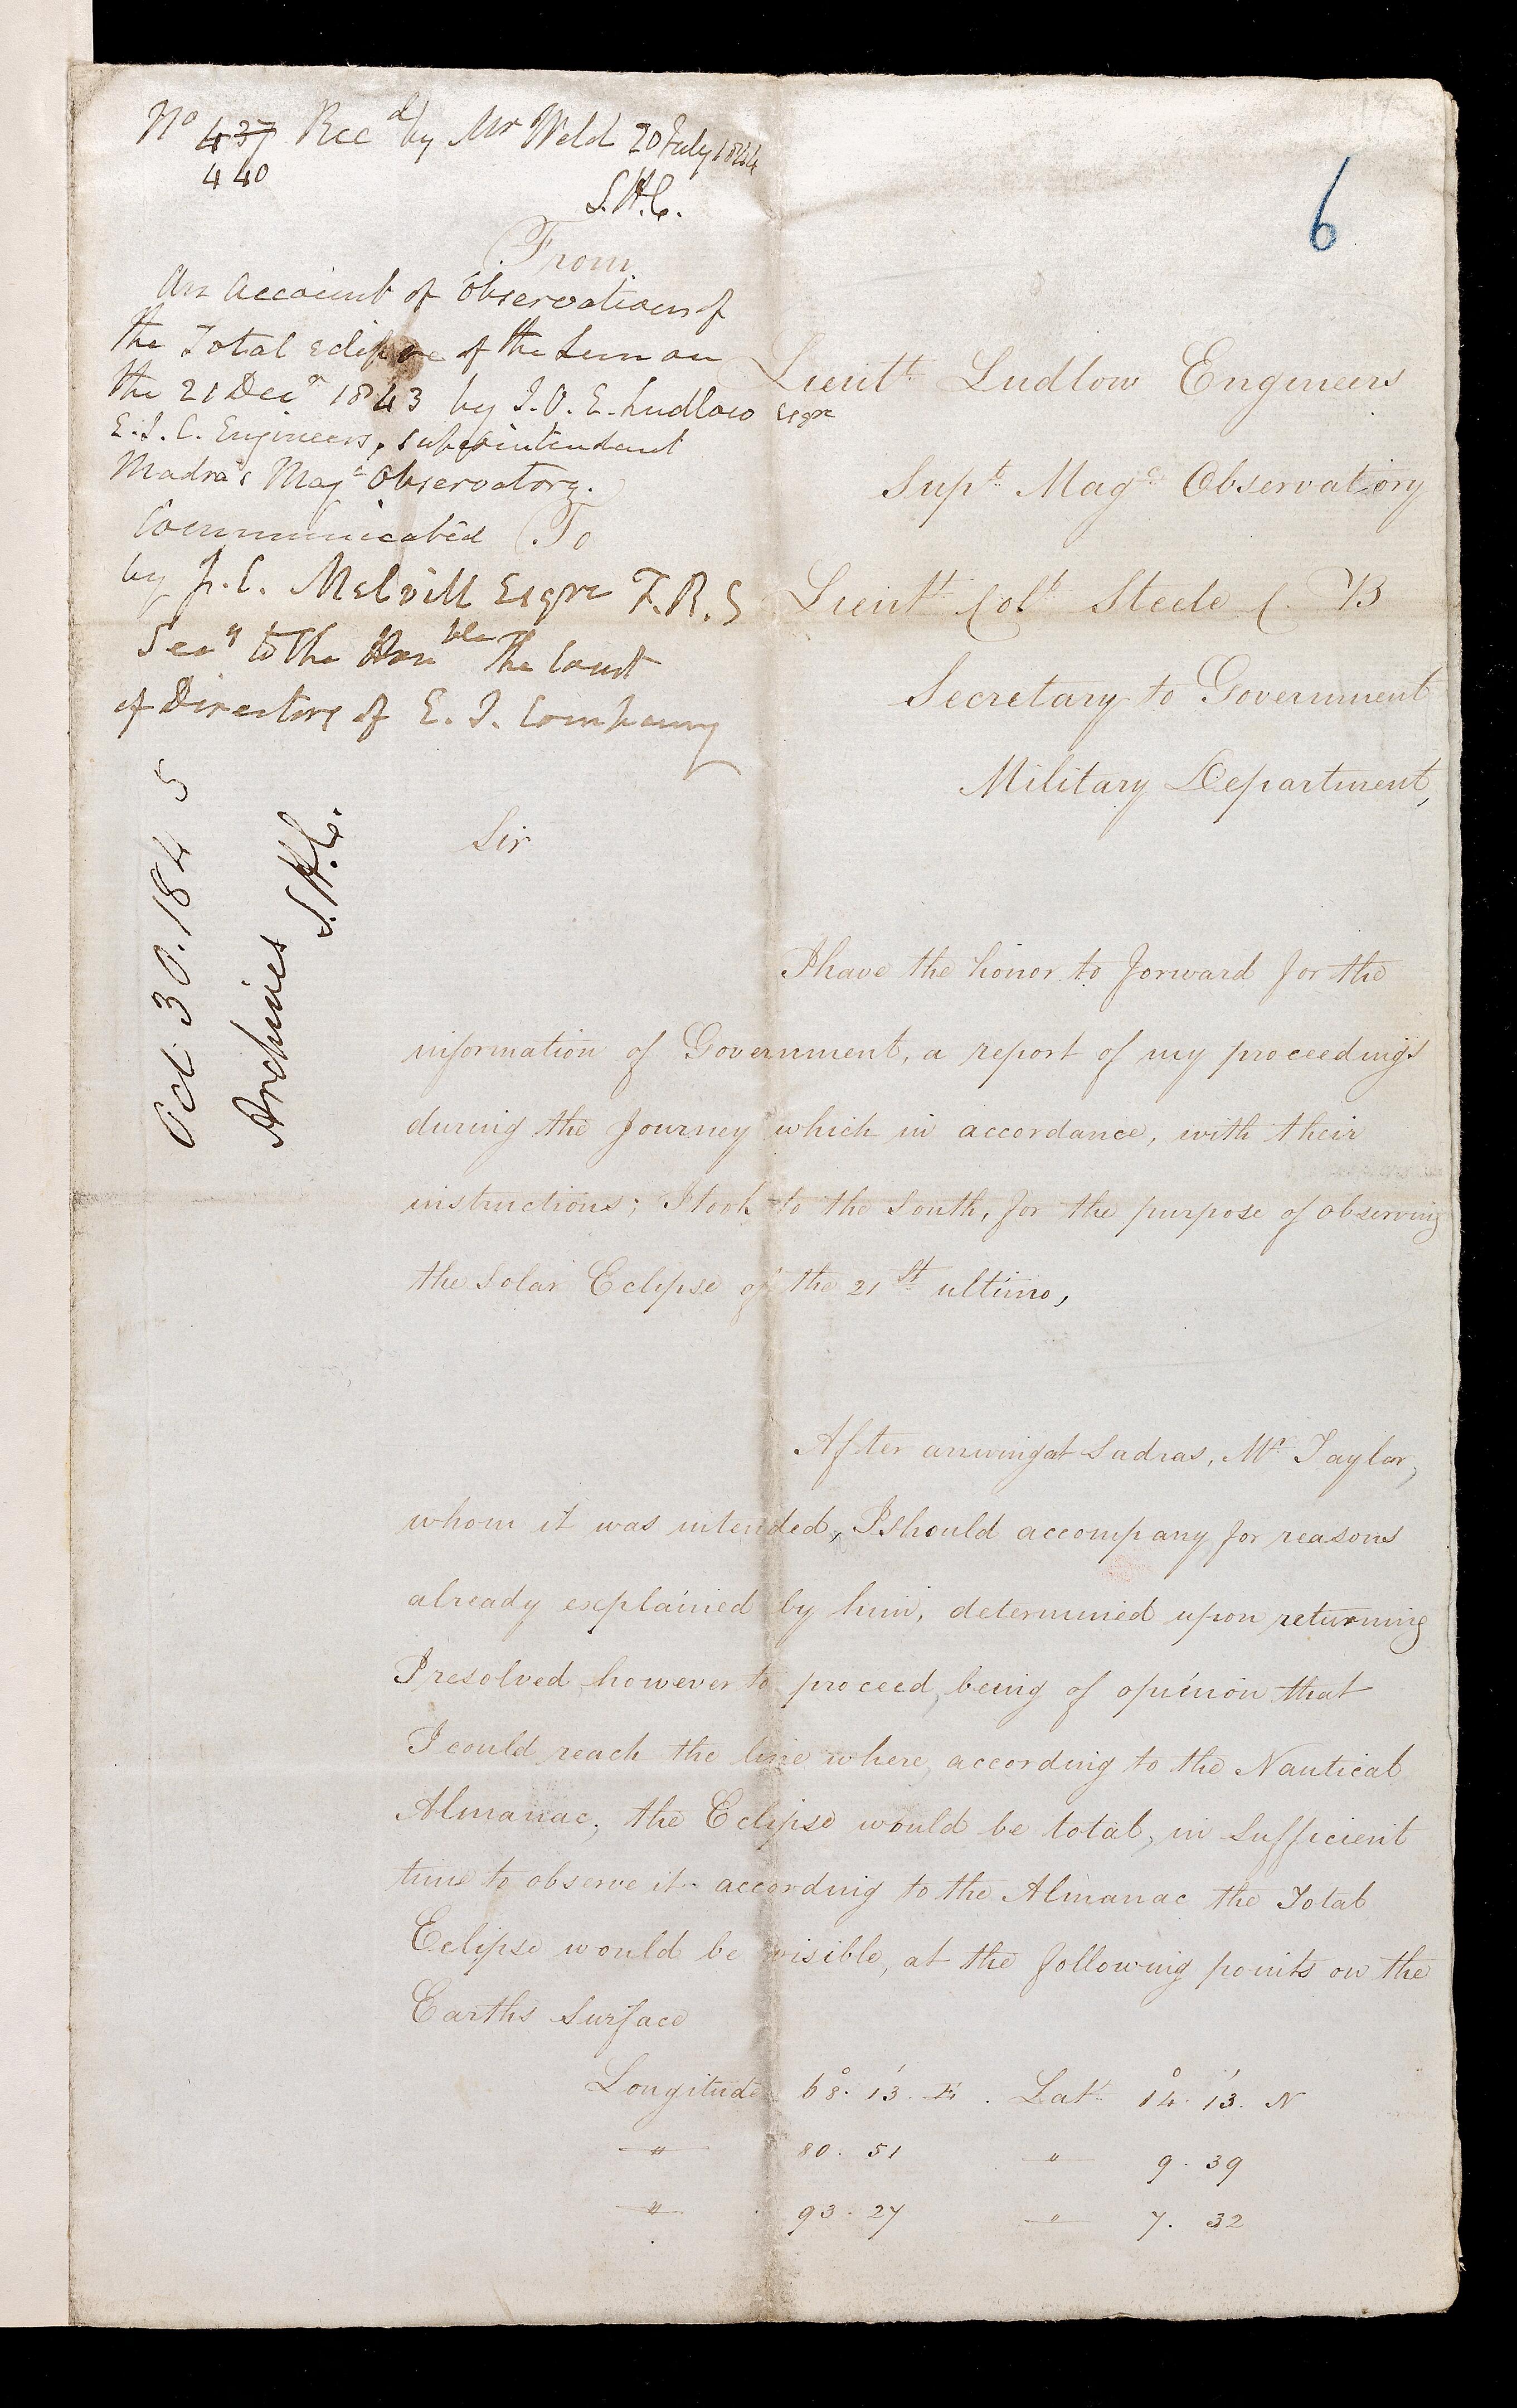 No 437 Recd by Mr Weld 20 July 1844
440
S.H.C.
6
From
An Account of Observations of
the Total eclipse of the Sun on
the 21 Decr 1843 by J. O. E. Ludlow Esqre
E.I.C. Engineers, superintendent
Madras Magc Observatory.
Communicated
by J. C. Melvill Esqre F.R.S
Secy to the Honble the Court
of Directors of E. I. Company
Oct 30. 1845
Archives
S.H.C.
Lieutt Ludlow Engineers
Supt Magc Observatory
To
Lieutt Colt Steele C. B
Secretary to Government
Military Department,
Sir
I have the honor to forward for the
information of Government, a report of my proceedings
during the Journey which in accordance, with their
instructions; I took to the South, for the purpose of observing
the Solar Eclipse of the 21st ultimo,
After arriving at Sadras, Mr Taylor,
whom it was intended, I should accompany for reasons
already explained by him, determined upon returning
I resolved however to proceed, being of opinion that
I could reach the line where, according to the Nautical
Almanac, the Eclipse would be total, in sufficient
time to observe it - according to the Almanac the Total
Eclipse would be visible, at the following points on the
Earths Surface
Longitude 68°. 13'. E. Latt 14°. 13'. N
" 80. 51 " 9. 39
" 93. 27 " 7. 32